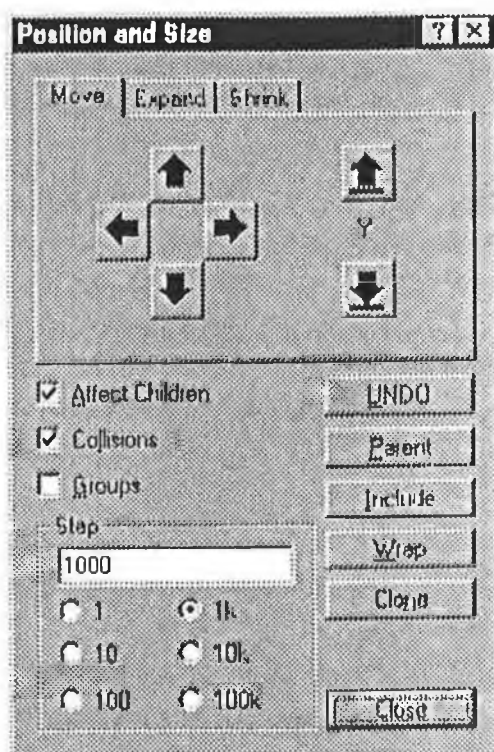 Position and Size ? ×
Move Expand Shrink
Y
Affect Children
Collisions
Groups
UNDO
Parent
Include
Wrap
Clone
Step
1000
1 1k
10 10k
100 100k
Close